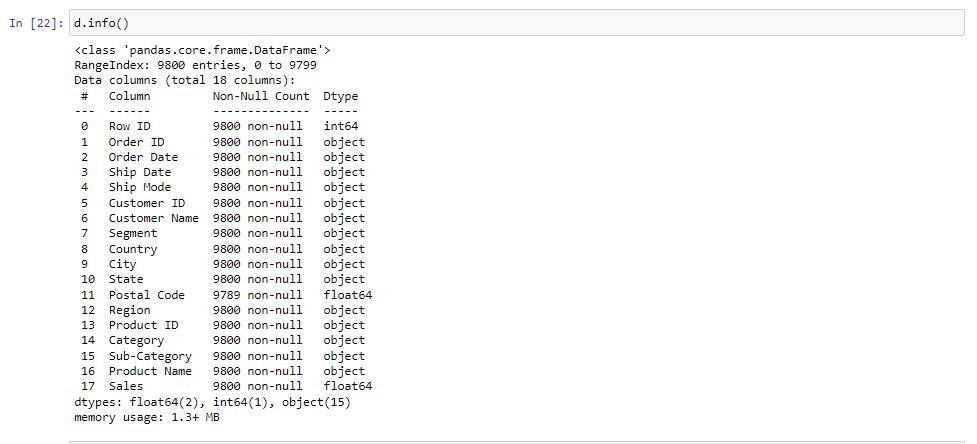 In [22]: d.info()
<class 'pandas.core.frame.DataFrame'>
RangeIndex: 9800 entries, 0 to 9799
Data columns (total 18 columns):
 #   Column         Non-Null Count  Dtype
---  ------         --------------  -----
 0   Row ID         9800 non-null   int64
 1   Order ID       9800 non-null   object
 2   Order Date     9800 non-null   object
 3   Ship Date      9800 non-null   object
 4   Ship Mode      9800 non-null   object
 5   Customer ID    9800 non-null   object
 6   Customer Name  9800 non-null   object
 7   Segment        9800 non-null   object
 8   Country        9800 non-null   object
 9   City           9800 non-null   object
 10  State          9800 non-null   object
 11  Postal Code    9789 non-null   float64
 12  Region         9800 non-null   object
 13  Product ID     9800 non-null   object
 14  Category       9800 non-null   object
 15  Sub-Category   9800 non-null   object
 16  Product Name   9800 non-null   object
 17  Sales          9800 non-null   float64
dtypes: float64(2), int64(1), object(15)
memory usage: 1.3+ MB